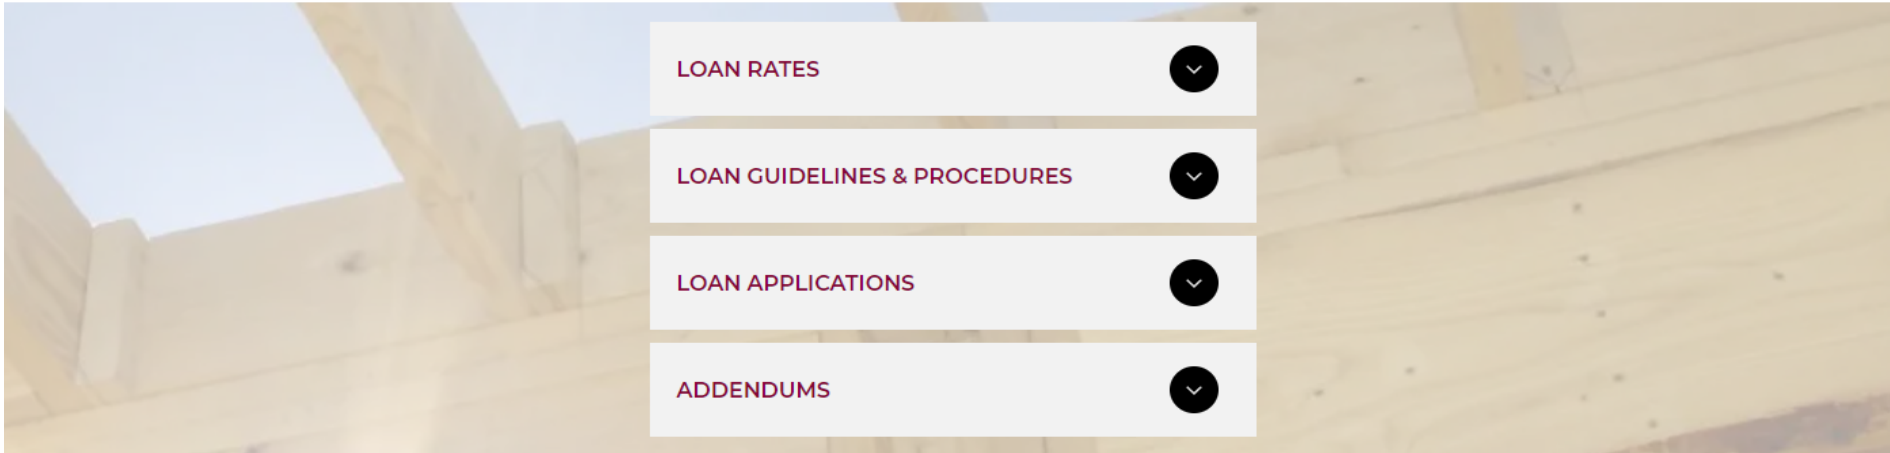 LOAN RATES
LOAN GUIDELINES & PROCEDURES
LOAN APPLICATIONS
ADDENDUMS